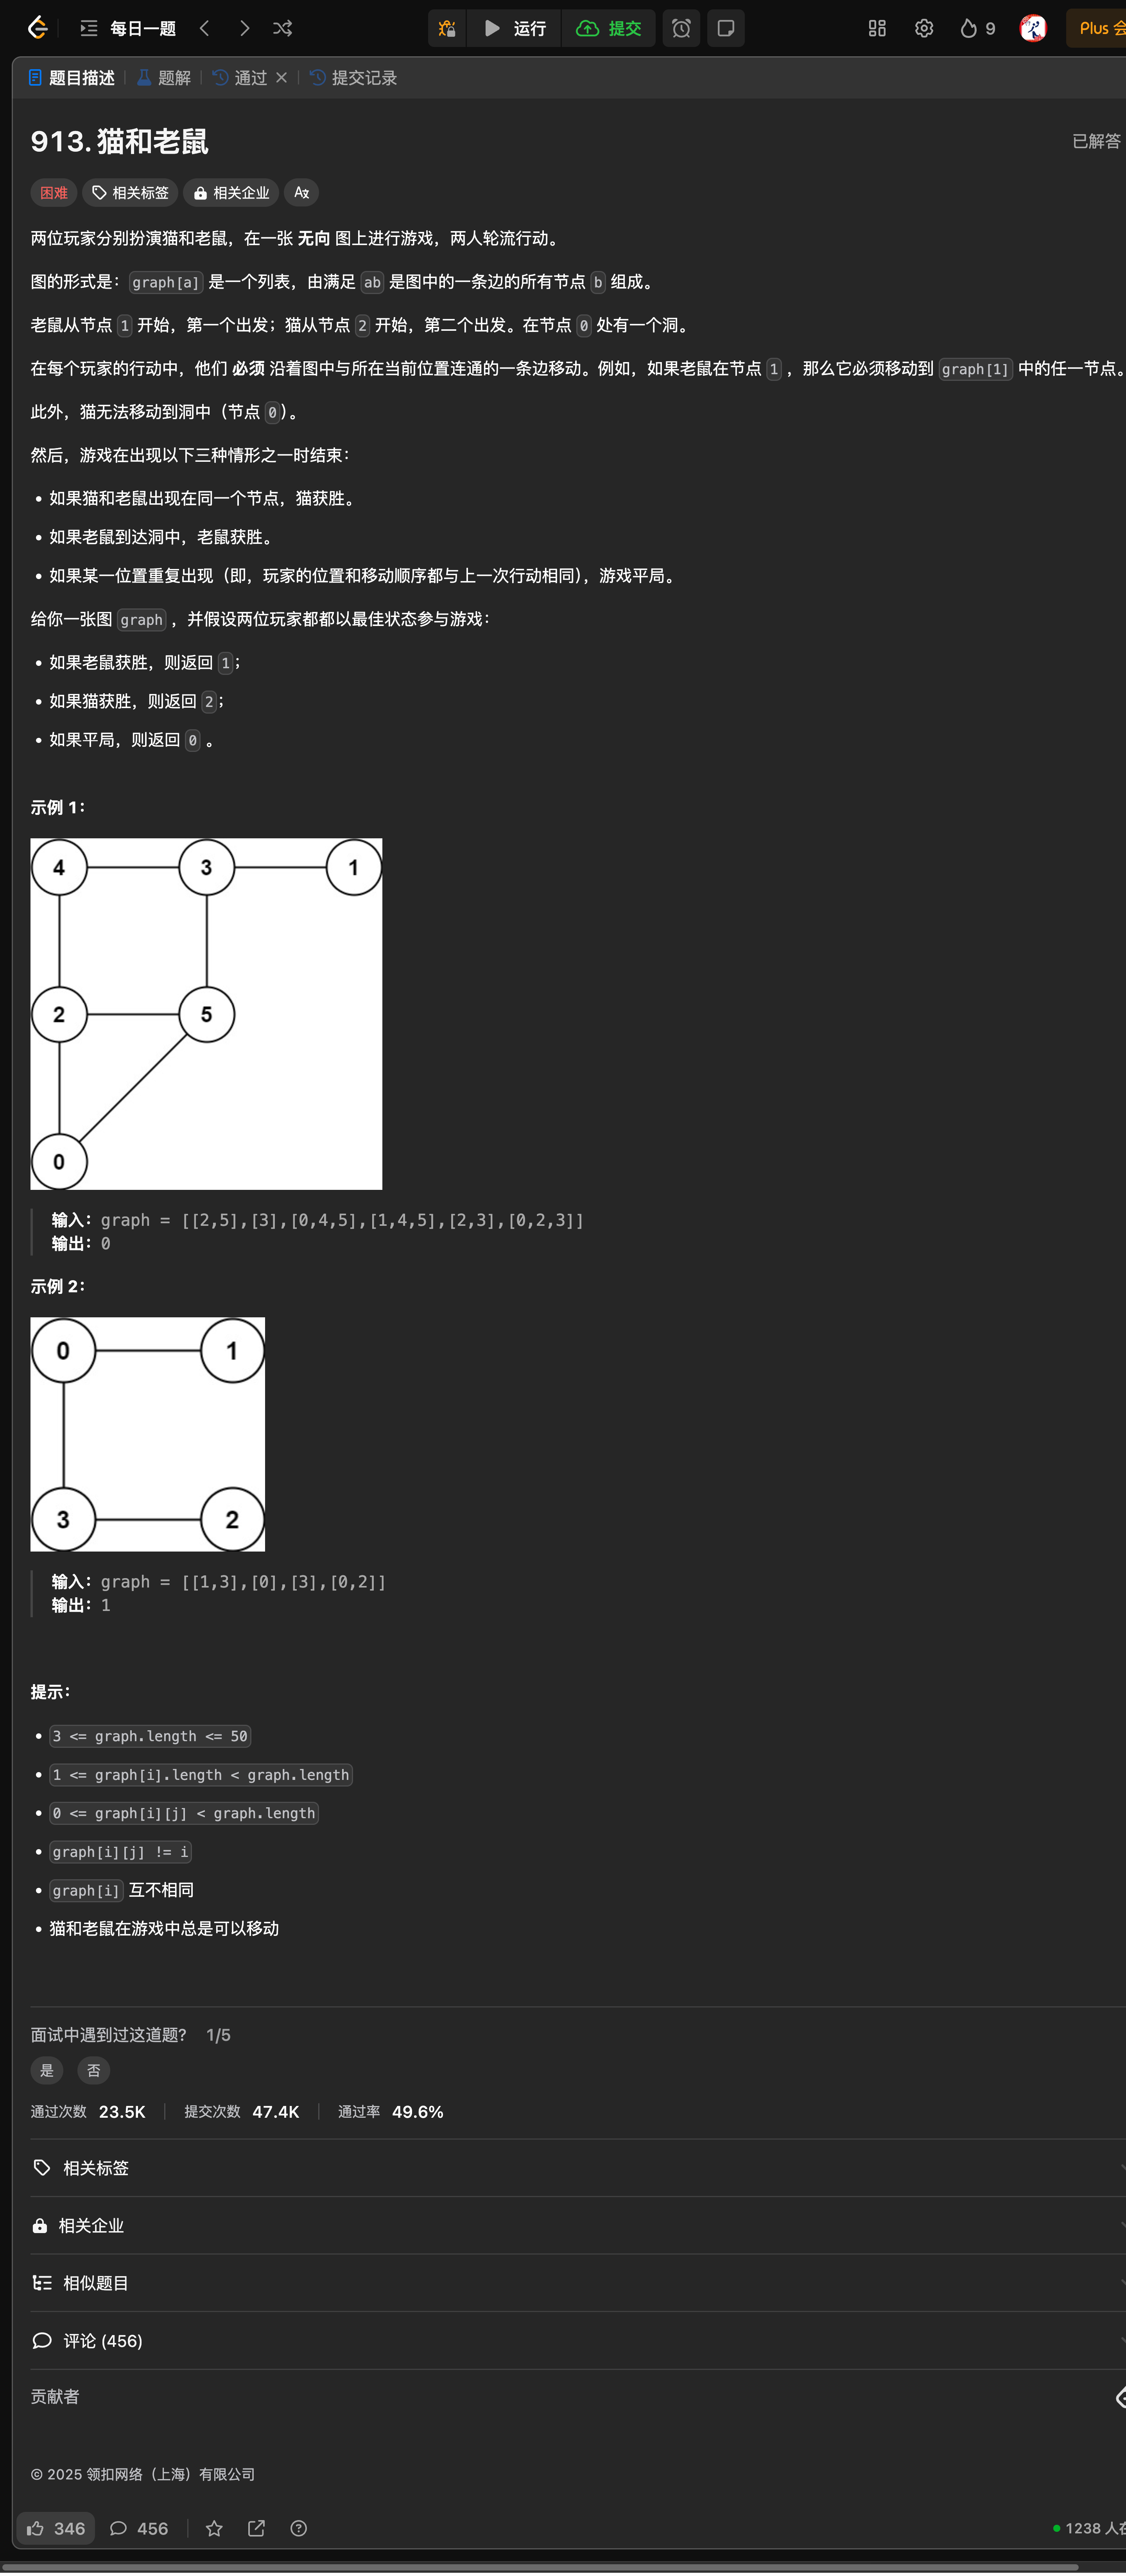 每日一题 运行 提交 9 Plus 会
题目描述 题解 通过 提交记录
913. 猫和老鼠
已解答
困难 相关标签 相关企业
两位玩家分别扮演猫和老鼠，在一张 无向 图上进行游戏，两人轮流行动。
图的形式是：graph[a] 是一个列表，由满足 ab 是图中的一条边的所有节点 b 组成。
老鼠从节点 1 开始，第一个出发；猫从节点 2 开始，第二个出发。在节点 0 处有一个洞。
在每个玩家的行动中，他们 必须 沿着图中与所在当前位置连通的一条边移动。例如，如果老鼠在节点 1 ，那么它必须移动到 graph[1] 中的任一节点。
此外，猫无法移动到洞中（节点 0）。
然后，游戏在出现以下三种情形之一时结束：
• 如果猫和老鼠出现在同一个节点，猫获胜。
• 如果老鼠到达洞中，老鼠获胜。
• 如果某一位置重复出现（即，玩家的位置和移动顺序都与上一次行动相同），游戏平局。
给你一张图 graph ，并假设两位玩家都都以最佳状态参与游戏：
• 如果老鼠获胜，则返回 1；
• 如果猫获胜，则返回 2；
• 如果平局，则返回 0 。
示例 1：
4 3 1
2 5
0
输入：graph = [[2,5],[3],[0,4,5],[1,4,5],[2,3],[0,2,3]]
输出：0
示例 2：
0 1
3 2
输入：graph = [[1,3],[0],[3],[0,2]]
输出：1
提示：
• 3 <= graph.length <= 50
• 1 <= graph[i].length < graph.length
• 0 <= graph[i][j] < graph.length
• graph[i][j] != i
• graph[i] 互不相同
• 猫和老鼠在游戏中总是可以移动
面试中遇到过这道题? 1/5
是 否
通过次数 23.5K 提交次数 47.4K 通过率 49.6%
相关标签
相关企业
相似题目
评论 (456)
贡献者
© 2025 领扣网络（上海）有限公司
346 456 1238 人在